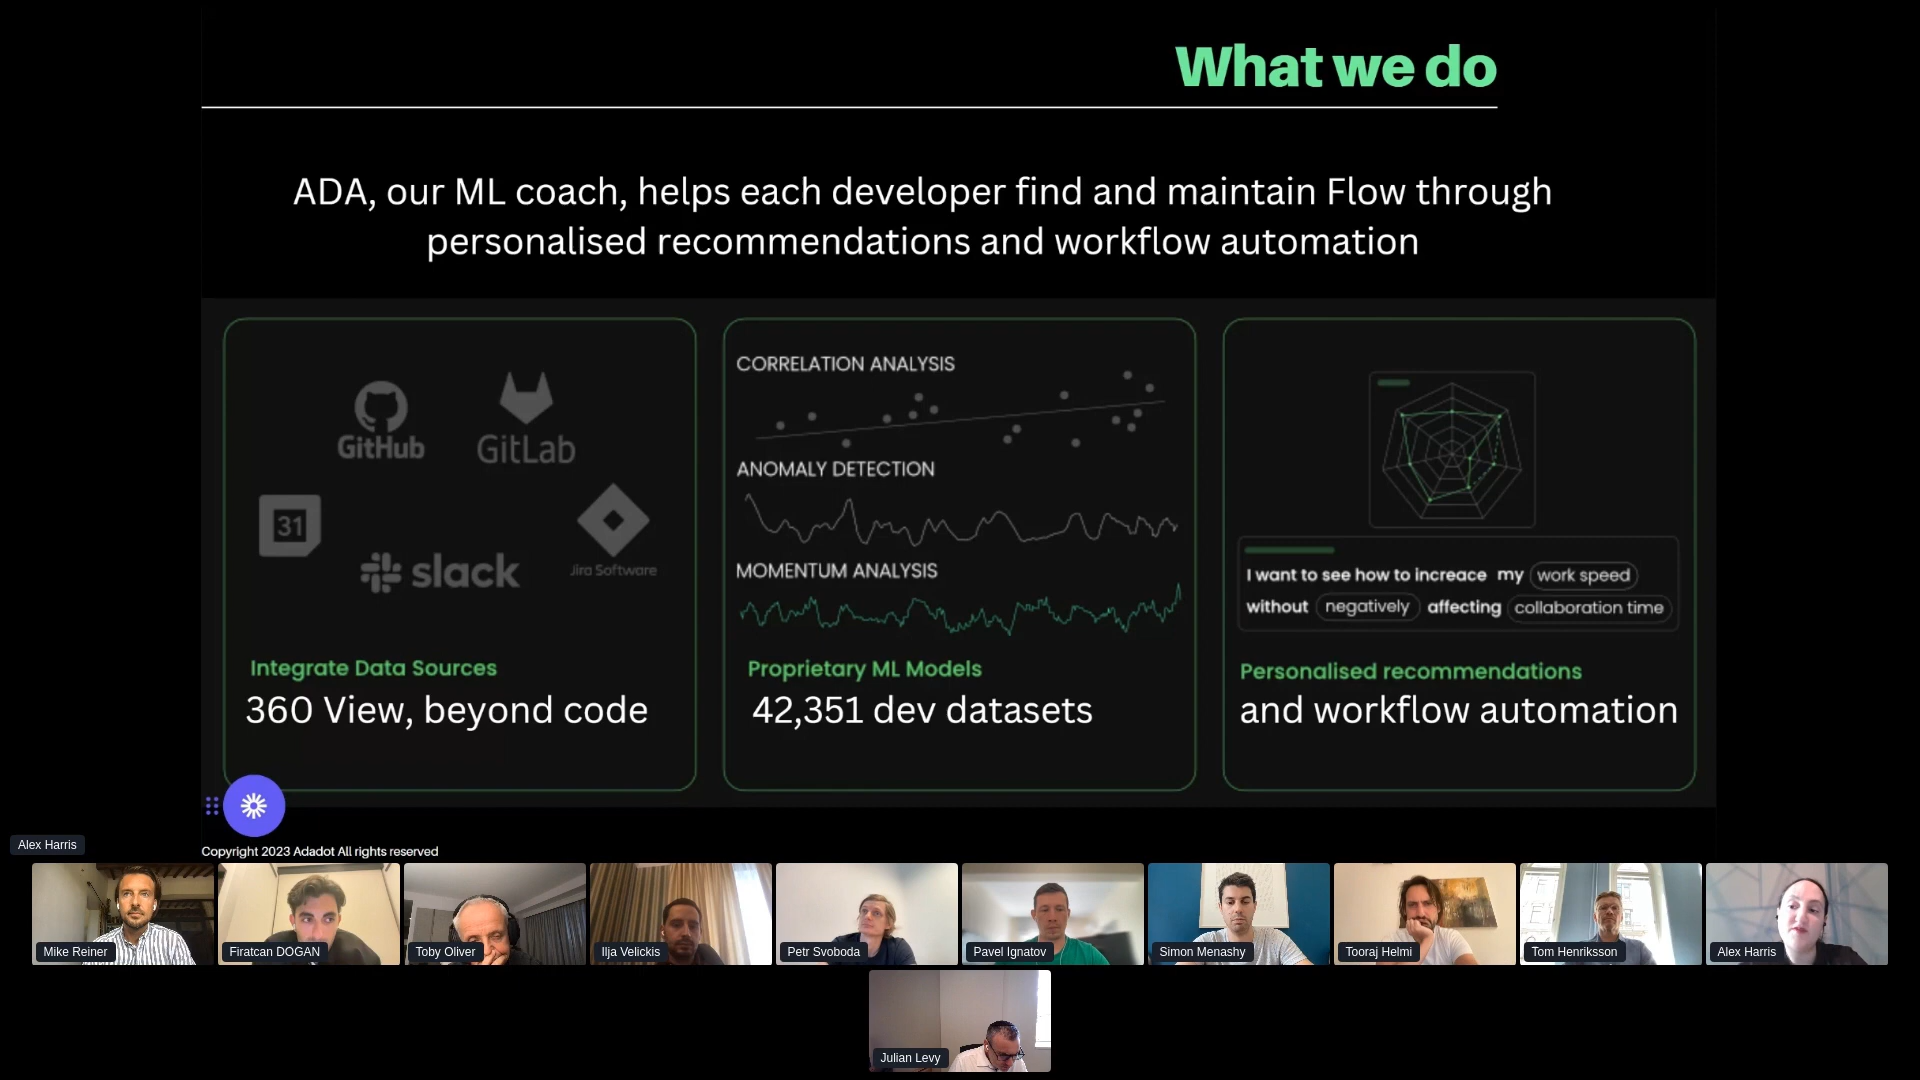 What we do
ADA, our ML coach, helps each developer find and maintain Flow through
personalised recommendations and workflow automation
GitHub
GitLab
31
slack
Jira Software
Integrate Data Sources
360 View, beyond code
CORRELATION ANALYSIS
ANOMALY DETECTION
MOMENTUM ANALYSIS
Proprietary ML Models
42,351 dev datasets
I want to see how to increace my work speed
without negatively affecting collaboration time
Personalised recommendations
and workflow automation
Alex Harris
Copyright 2023 Adadot All rights reserved
Mike Reiner
Firatcan DOGAN
Toby Oliver
Ilja Velickis
Petr Svoboda
Pavel Ignatov
Simon Menashy
Tooraj Helmi
Tom Henriksson
Alex Harris
Julian Levy